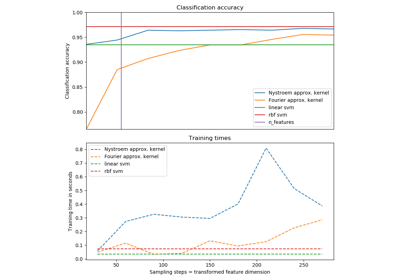 Classification accuracy
1.00
0.95
0.90
0.85
0.80
Classification accuracy
Nystroem approx. kernel
Fourier approx. kernel
linear svm
rbf svm
n_features
Training times
0.8
0.7
0.6
0.5
0.4
0.3
0.2
0.1
0.0
Training time in seconds
Nystroem approx. kernel
Fourier approx. kernel
linear svm
rbf svm
50 100 150 200 250
Sampling steps = transformed feature dimension